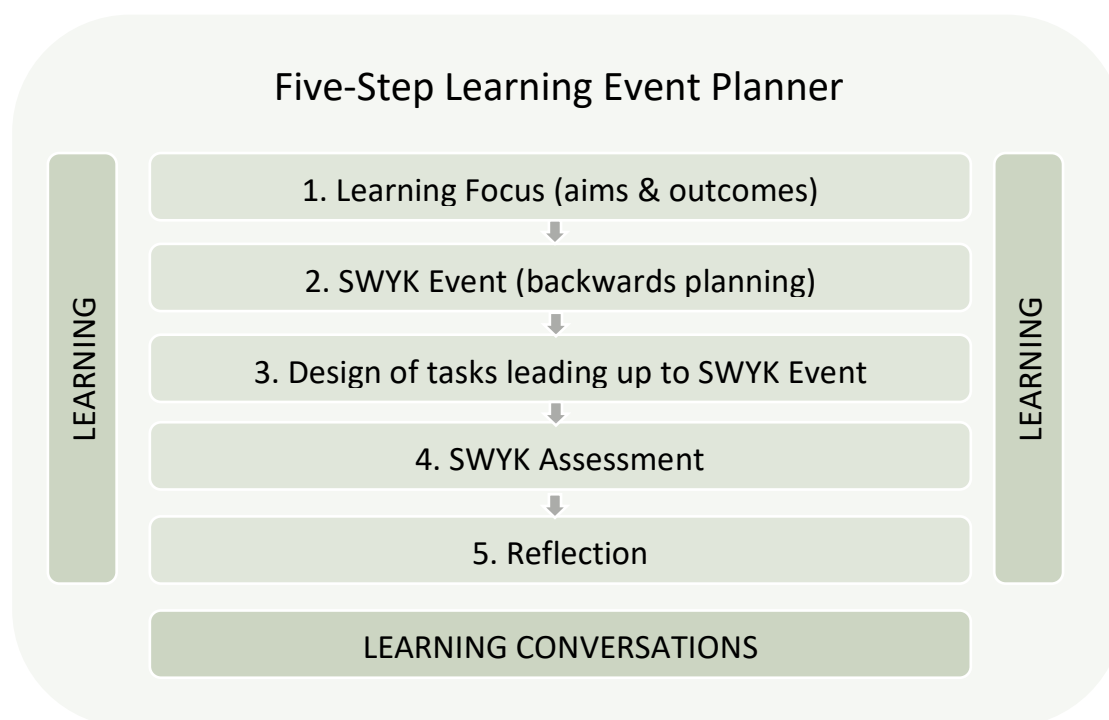 Five-Step Learning Event Planner
LEARNING
1. Learning Focus (aims & outcomes)
2. SWYK Event (backwards planning)
3. Design of tasks leading up to SWYK Event
4. SWYK Assessment
5. Reflection
LEARNING
LEARNING CONVERSATIONS